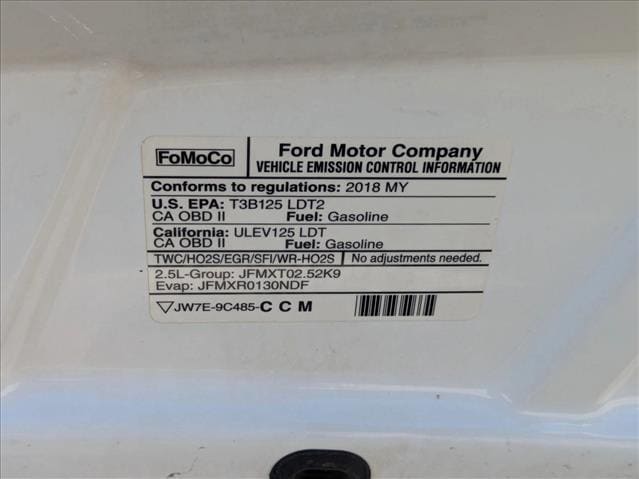 FoMoCo
Ford Motor Company
VEHICLE EMISSION CONTROL INFORMATION
Conforms to regulations: 2018 MY
U.S. EPA: T3B125 LDT2
CA OBD II Fuel: Gasoline
California: ULEV125 LDT
CA OBD II Fuel: Gasoline
TWC/HO2S/EGR/SFI/WR-HO2S No adjustments needed.
2.5L-Group: JFMXT02.52K9
Evap: JFMXR0130NDF
JW7E-9C485-C C M